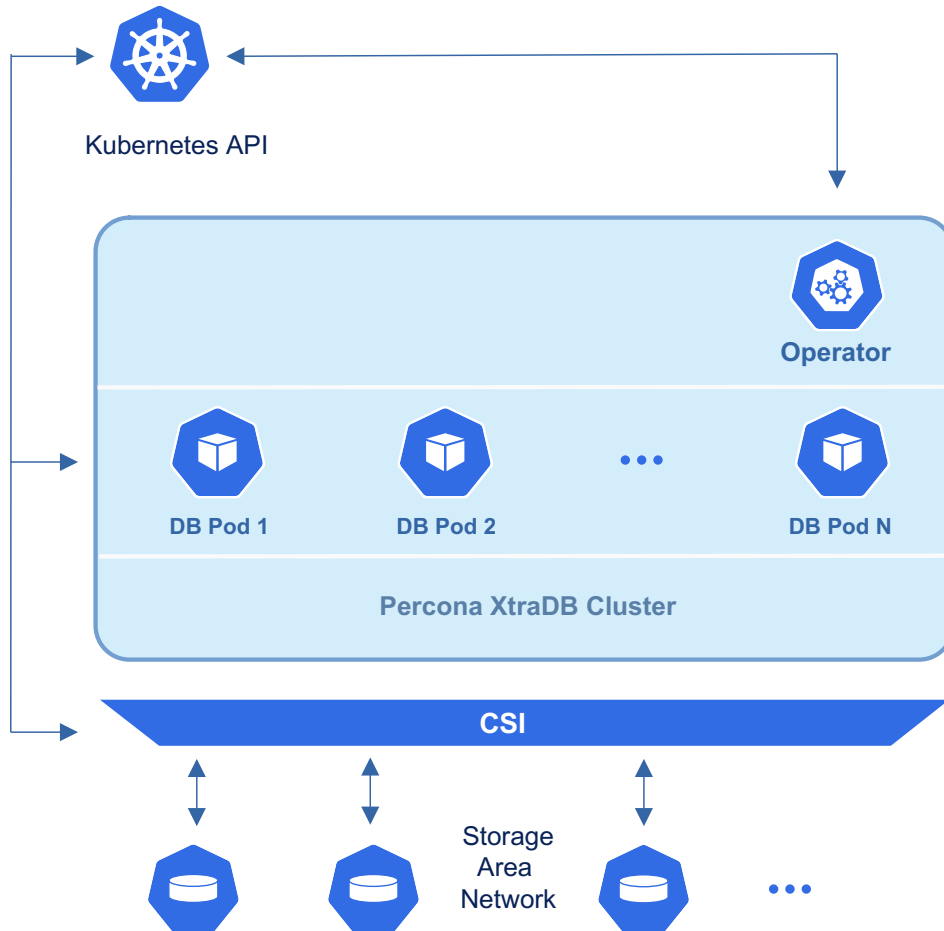 Kubernetes API
Operator
DB Pod 1
DB Pod 2
DB Pod N
Percona XtraDB Cluster
CSI
Storage
Area
Network